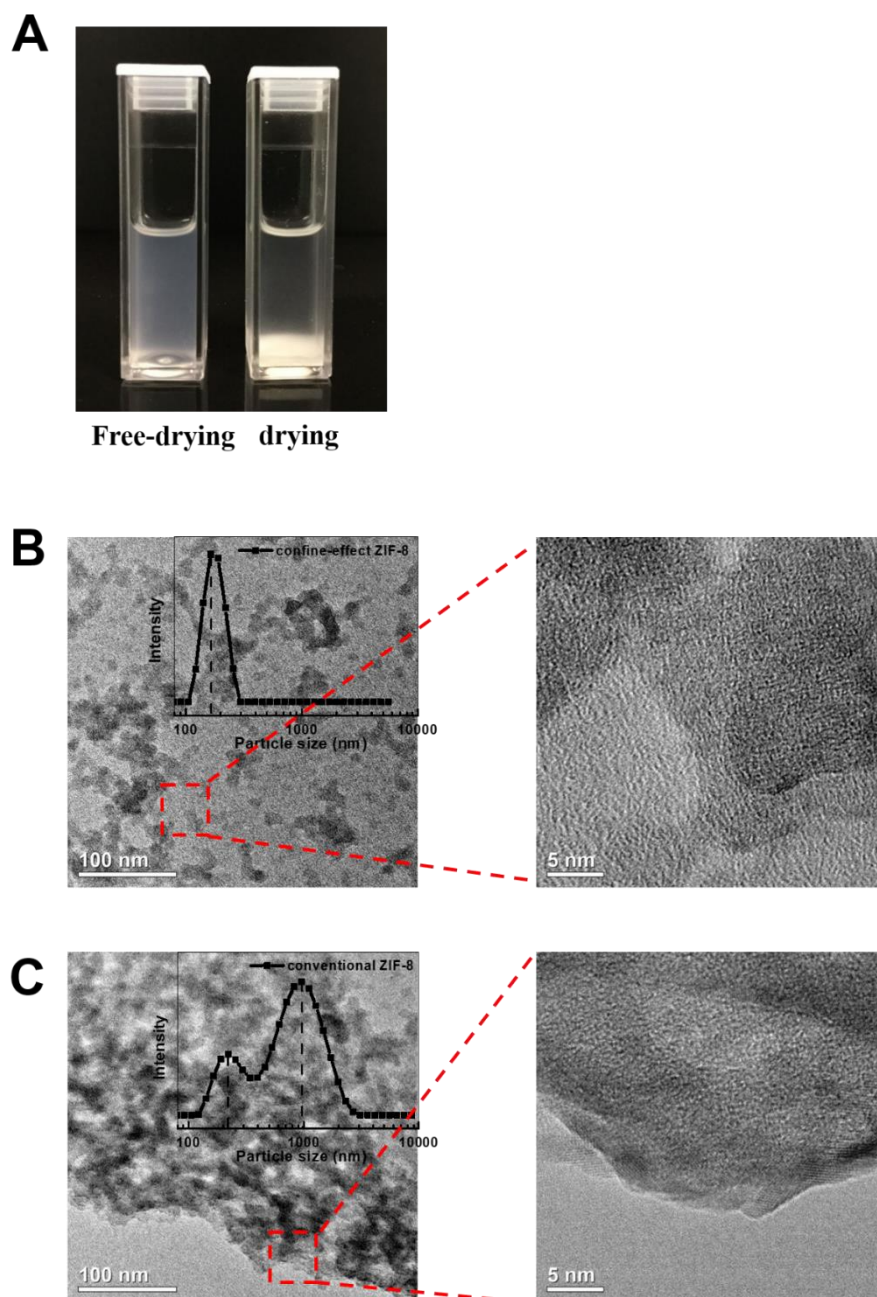 A
Free-drying drying
B
confine-effect ZIF-8
Intensity
100 1000 10000
Particle size (nm)
100 nm
5 nm
C
conventional ZIF-8
Intensity
100 1000 10000
Particle size (nm)
100 nm
5 nm